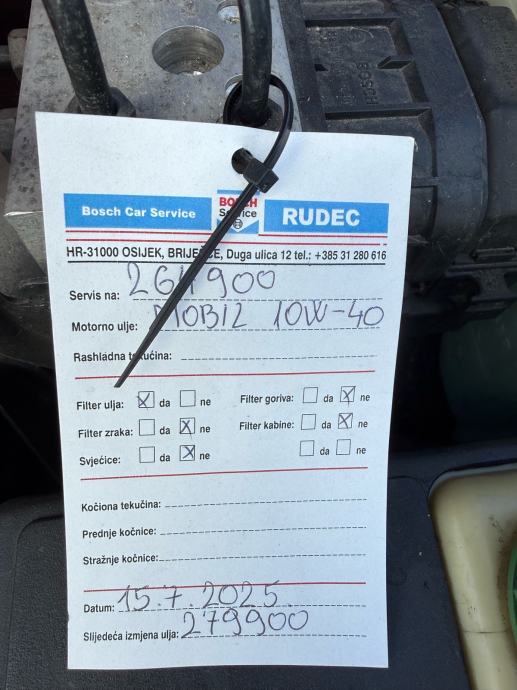 BOSCH
Bosch Car Service
BOSCH
Service
RUDEC
HR-31000 OSIJEK, BRIJEŠĆE, Duga ulica 12 tel.: +385 31 280 616
Servis na: 264900
Motorno ulje: MOBIL 10W-40
Rashladna tekućina:
Filter ulja: X da ne Filter goriva: da X ne
Filter zraka: da X ne Filter kabine: da X ne
Svjećice: da X ne da ne
Kočiona tekućina:
Prednje kočnice:
Stražnje kočnice:
Datum: 15.7.2025.
Slijedeća izmjena ulja: 279900